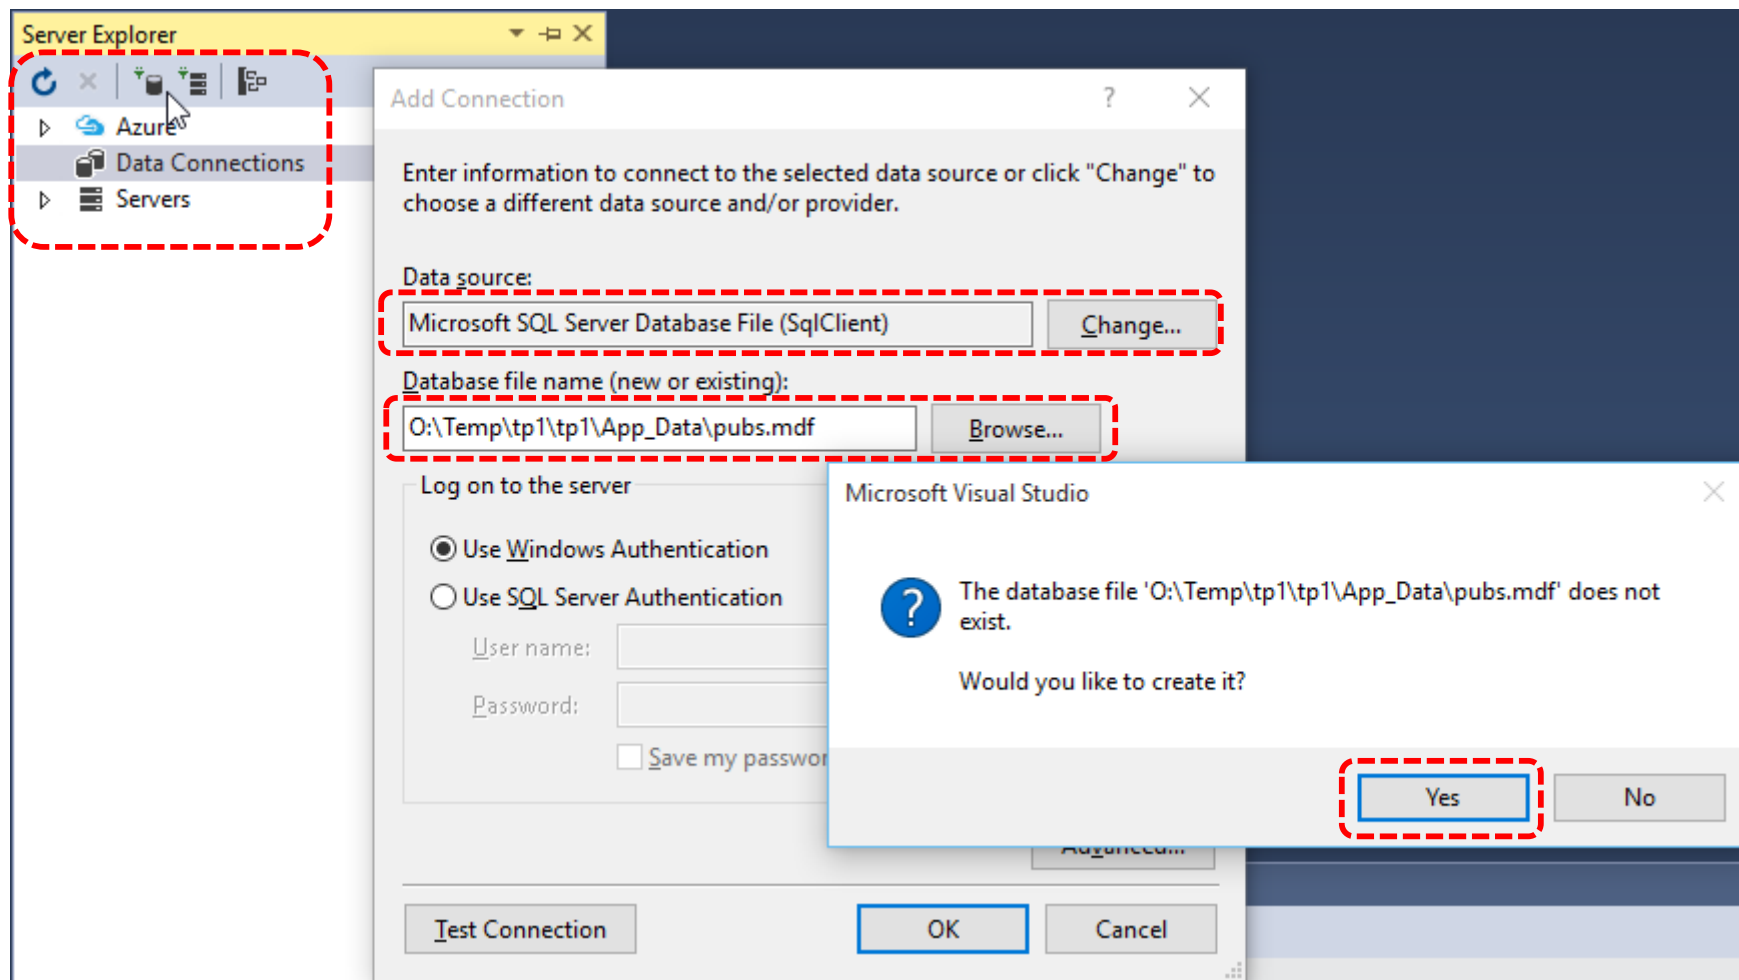 Server Explorer
Azure
Data Connections
Servers
Add Connection
?
Enter information to connect to the selected data source or click "Change" to
choose a different data source and/or provider.
Data source:
Microsoft SQL Server Database File (SqlClient)
Change...
Database file name (new or existing):
O:\Temp\tp1\tp1\App_Data\pubs.mdf
Browse...
Log on to the server
Use Windows Authentication
Use SQL Server Authentication
User name:
Password:
Save my passwor
Microsoft Visual Studio
?
The database file 'O:\Temp\tp1\tp1\App_Data\pubs.mdf' does not
exist.
Would you like to create it?
Yes
No
Advanced...
Test Connection
OK
Cancel